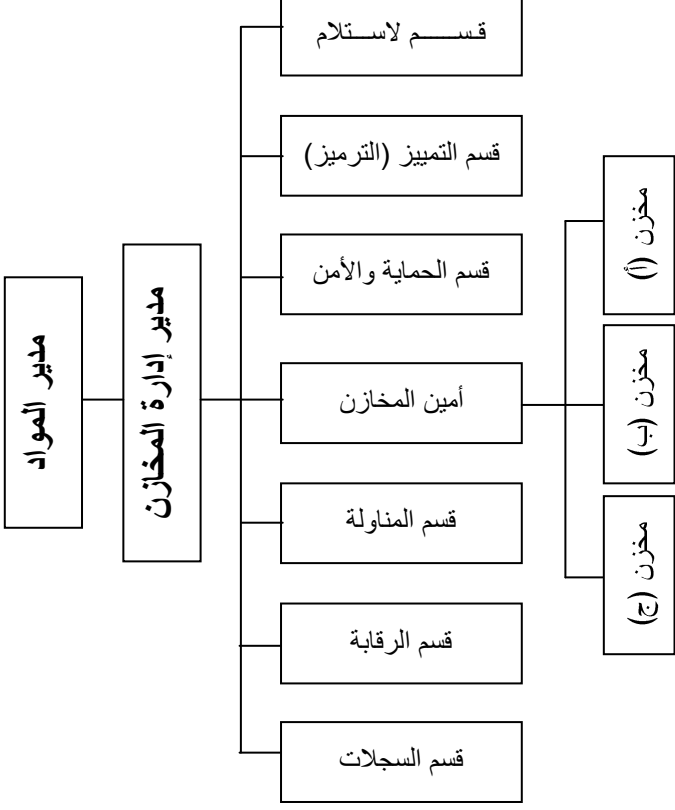 مدير المواد
مدير إدارة المخازن
قســـــم لاســـتلام
قسم التمييز (الترميز)
قسم الحماية والأمن
أمين المخازن
قسم المناولة
قسم الرقابة
قسم السجلات
مخزن (أ)
مخزن (ب)
مخزن (ج)